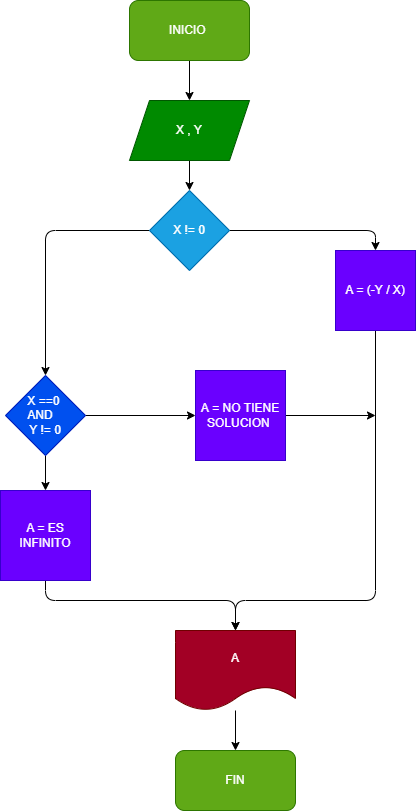 INICIO
X , Y
X != 0
A = (-Y / X)
X ==0
AND
Y != 0
A = NO TIENE
SOLUCION
A = ES
INFINITO
A
FIN